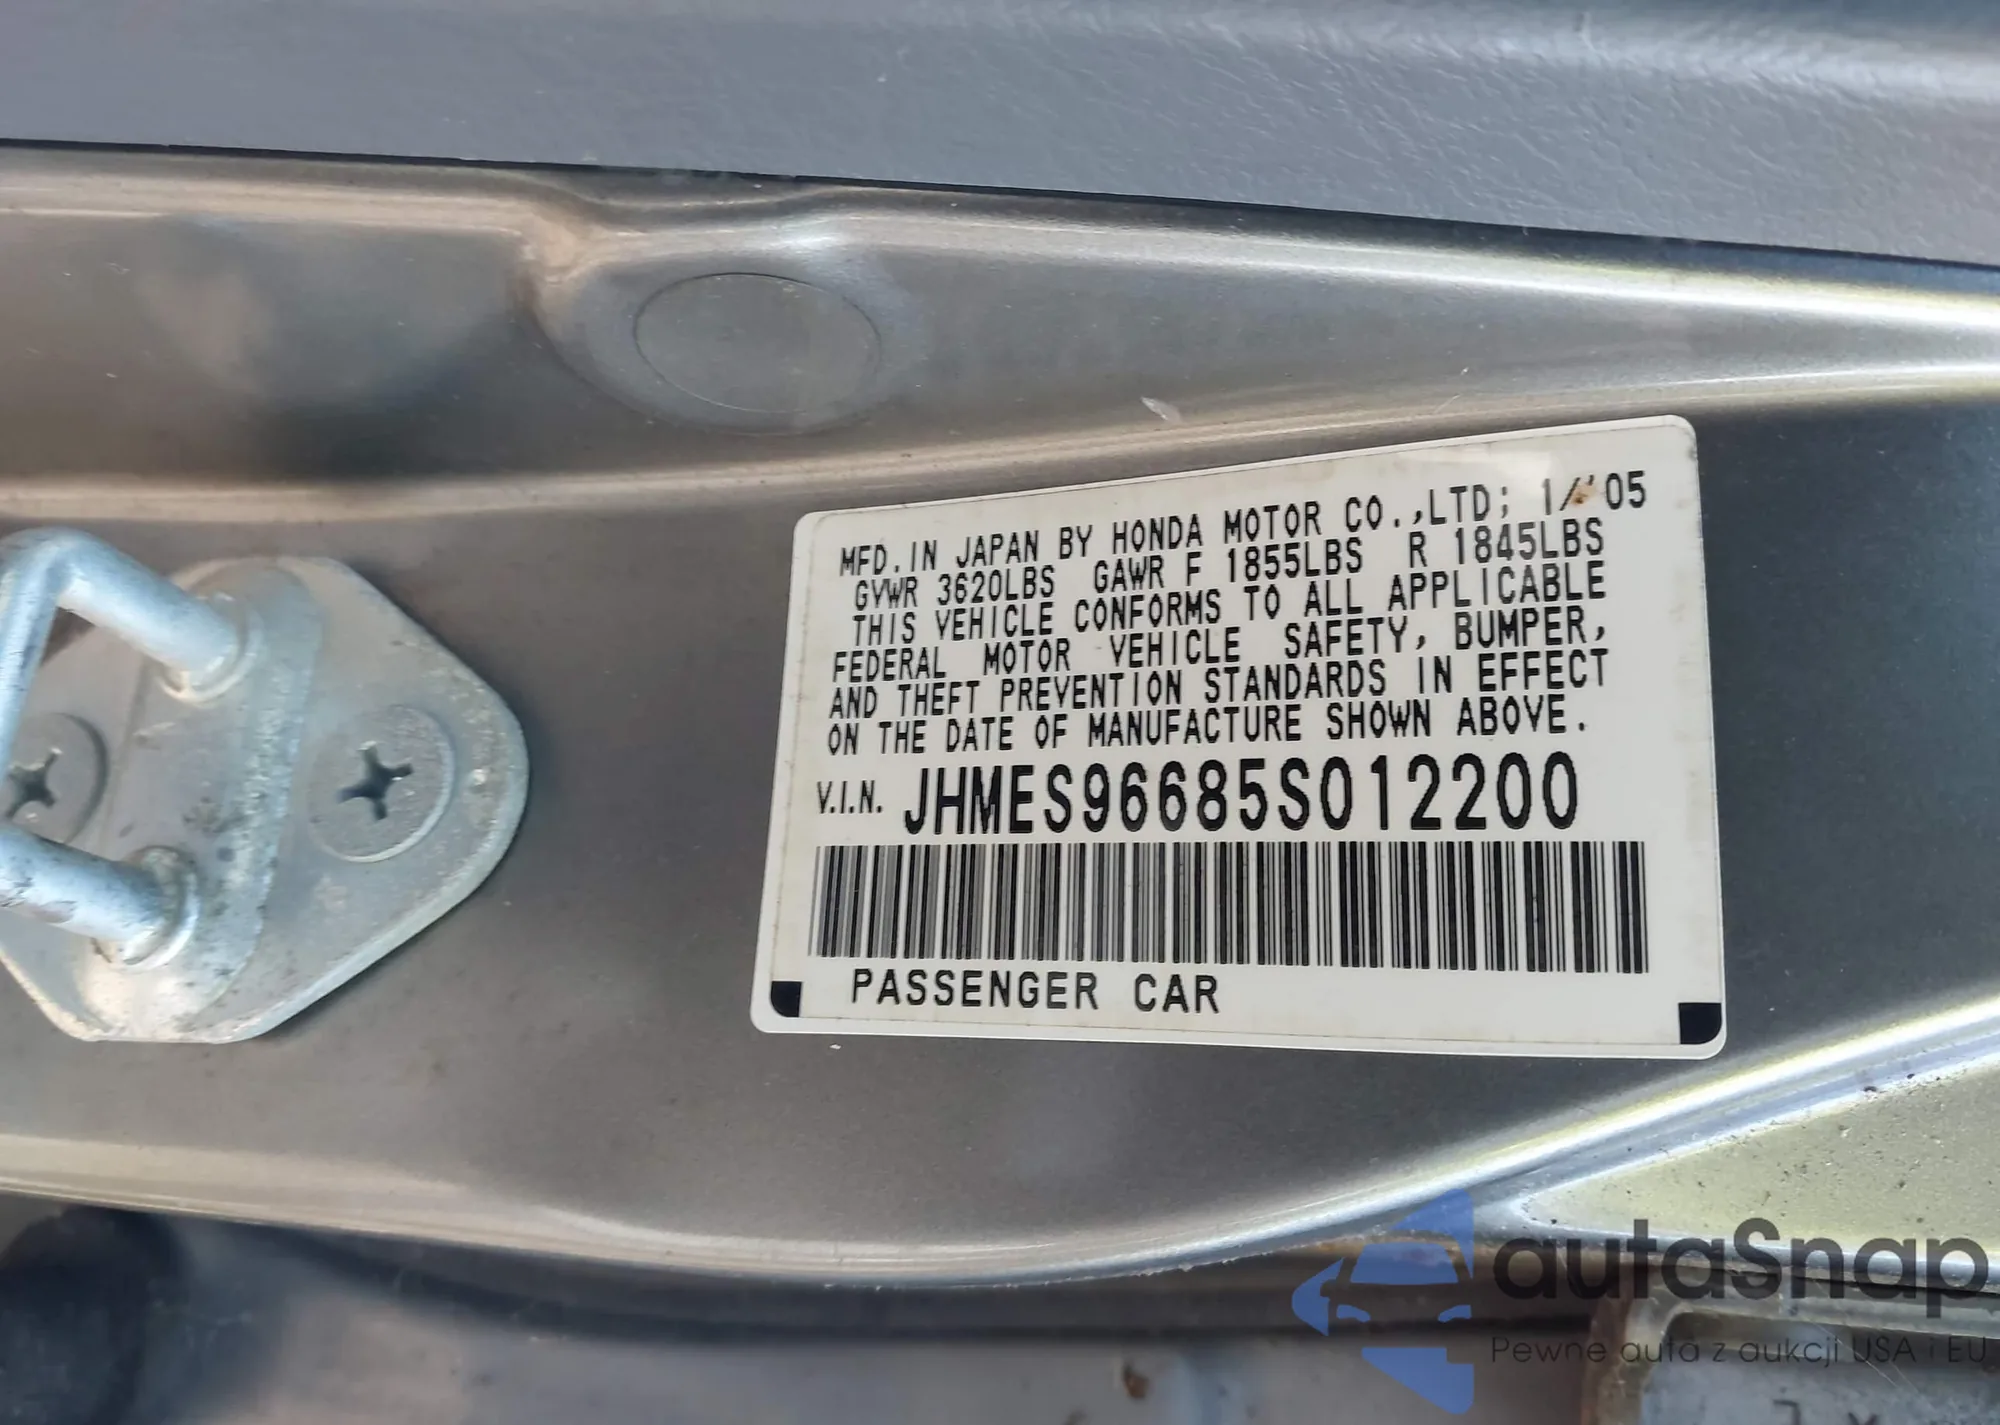 MFD. IN JAPAN BY HONDA MOTOR CO.,LTD; 1/'05
GVWR 3620LBS GAWR F 1855LBS R 1845LBS
THIS VEHICLE CONFORMS TO ALL APPLICABLE
FEDERAL MOTOR VEHICLE SAFETY, BUMPER,
AND THEFT PREVENTION STANDARDS IN EFFECT
ON THE DATE OF MANUFACTURE SHOWN ABOVE.
V.I.N. JHMES96685S012200
PASSENGER CAR
autaSnap
Pewne auta z aukcji USA i EU